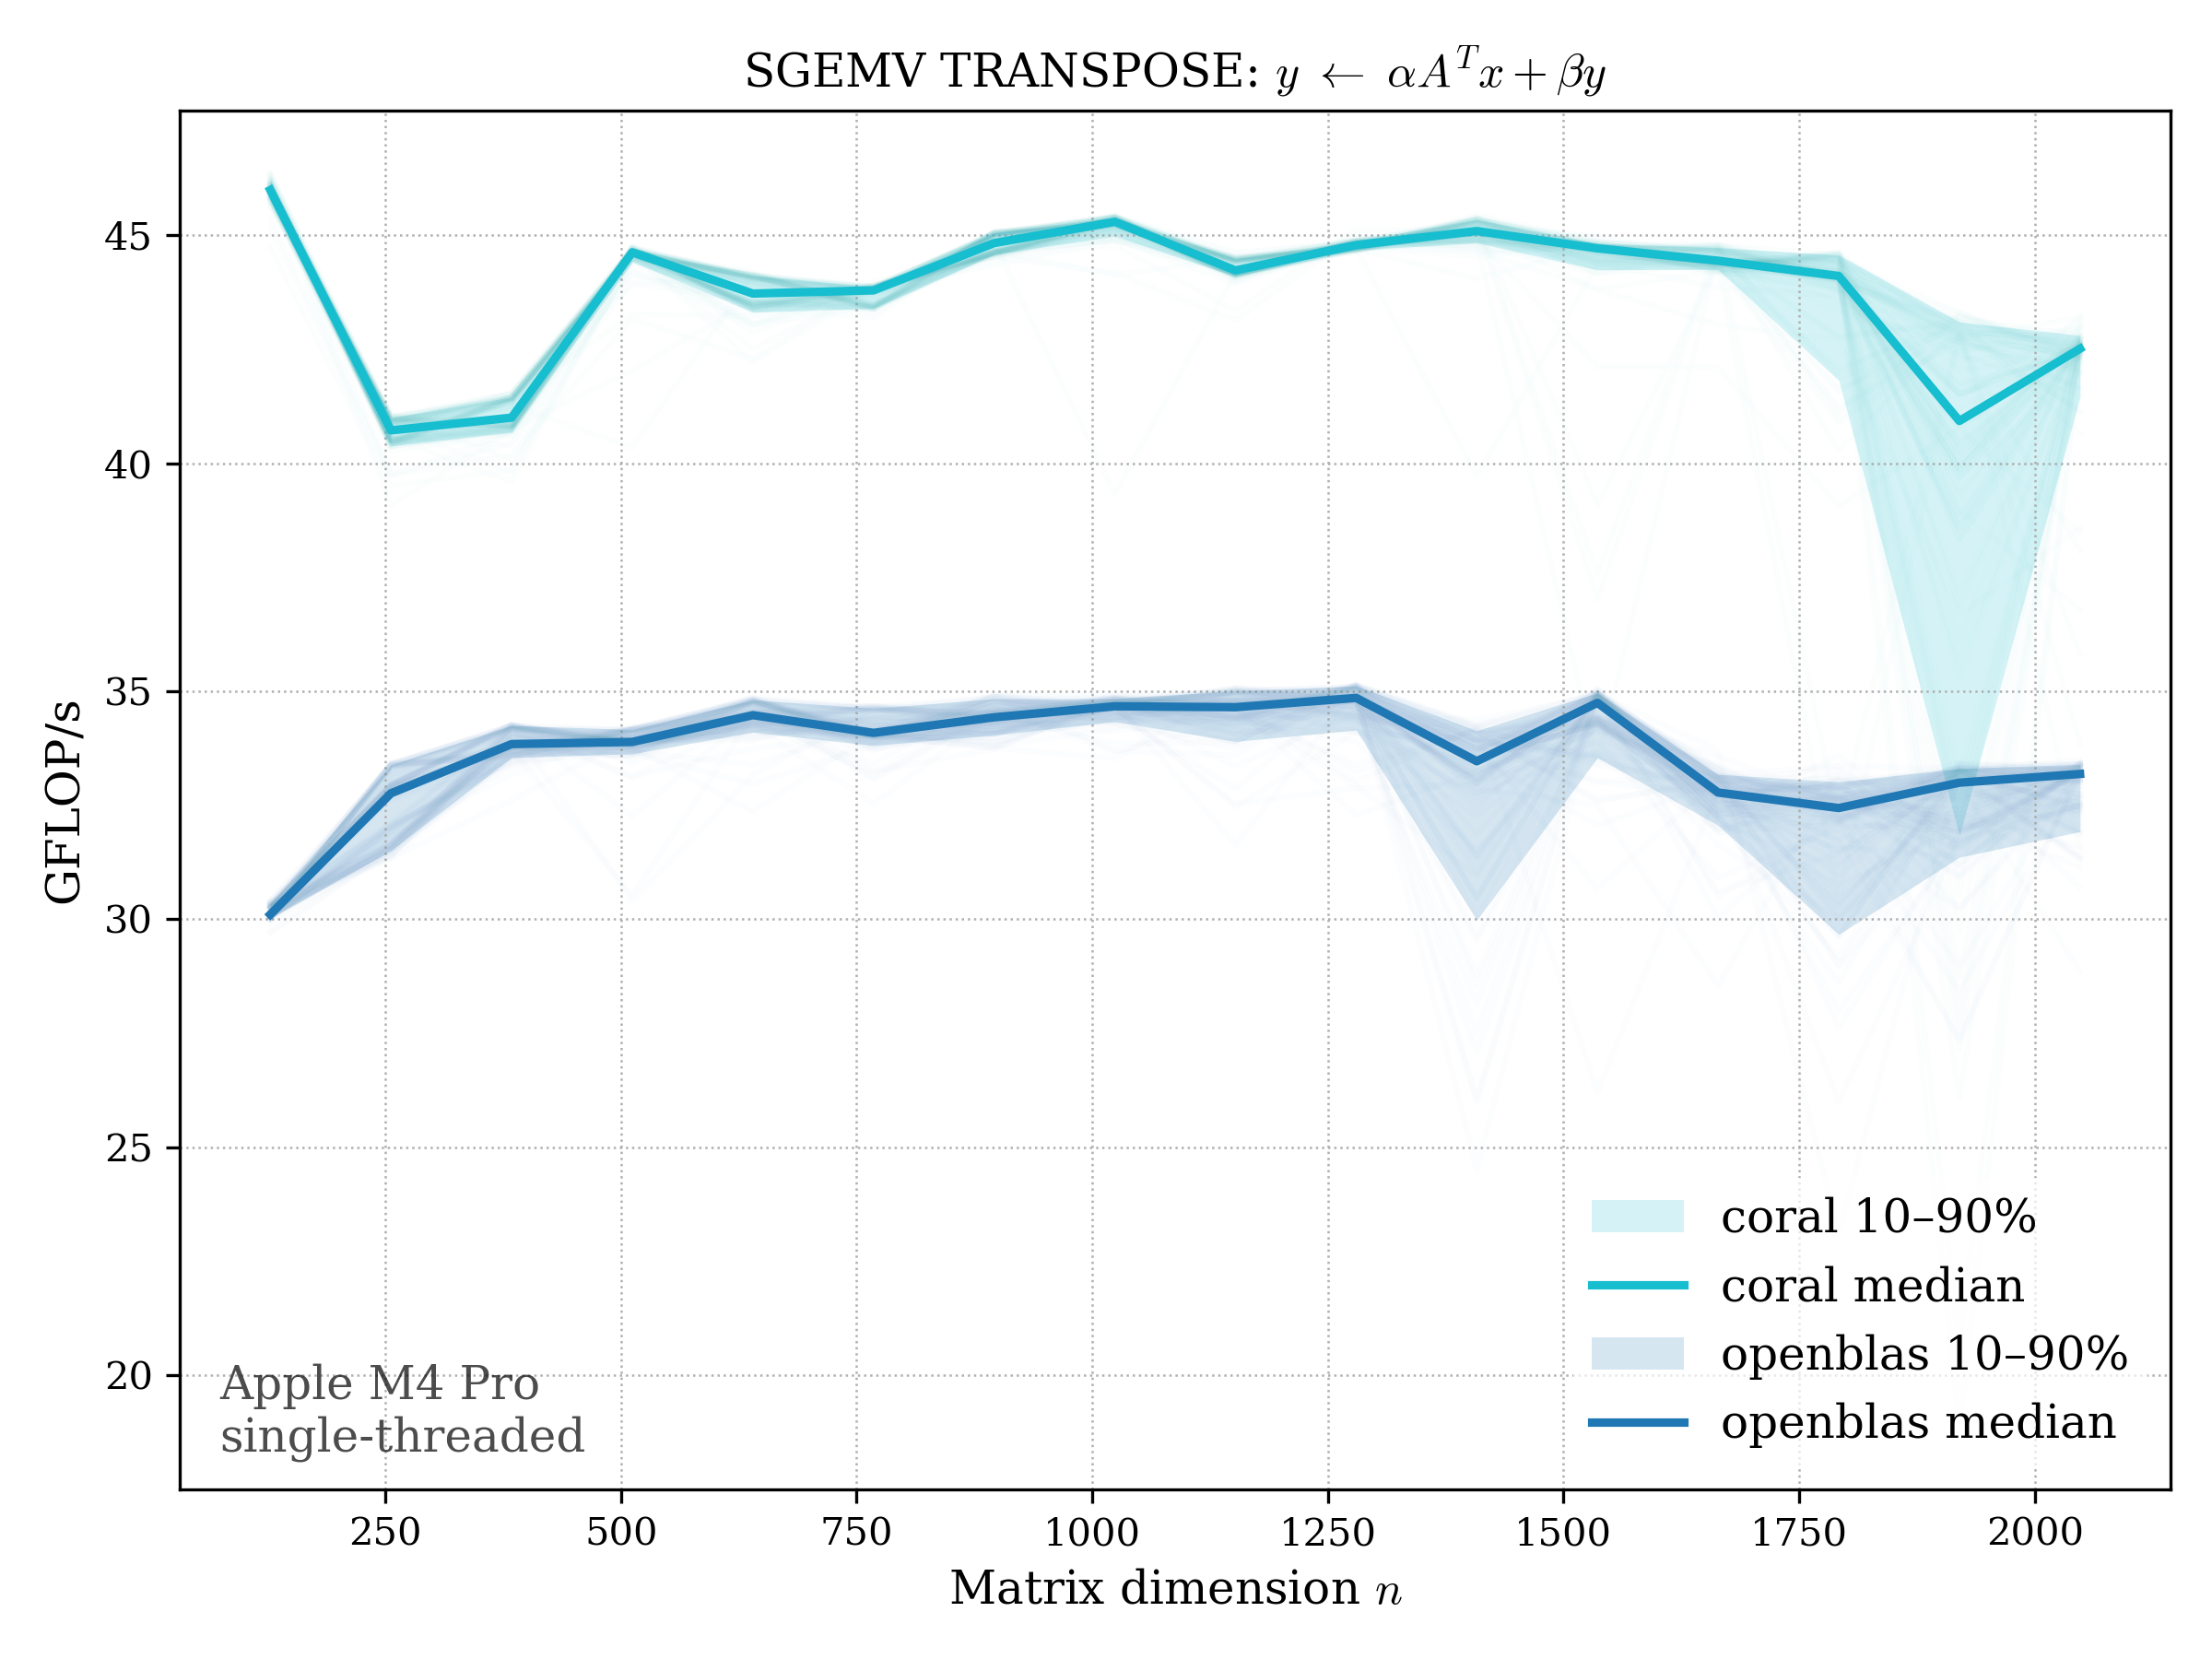 SGEMV TRANSPOSE: y ← αAᵀx + βy
GFLOP/s
45
40
35
30
25
20
coral 10–90%
coral median
openblas 10–90%
openblas median
Apple M4 Pro
single-threaded
250 500 750 1000 1250 1500 1750 2000
Matrix dimension n